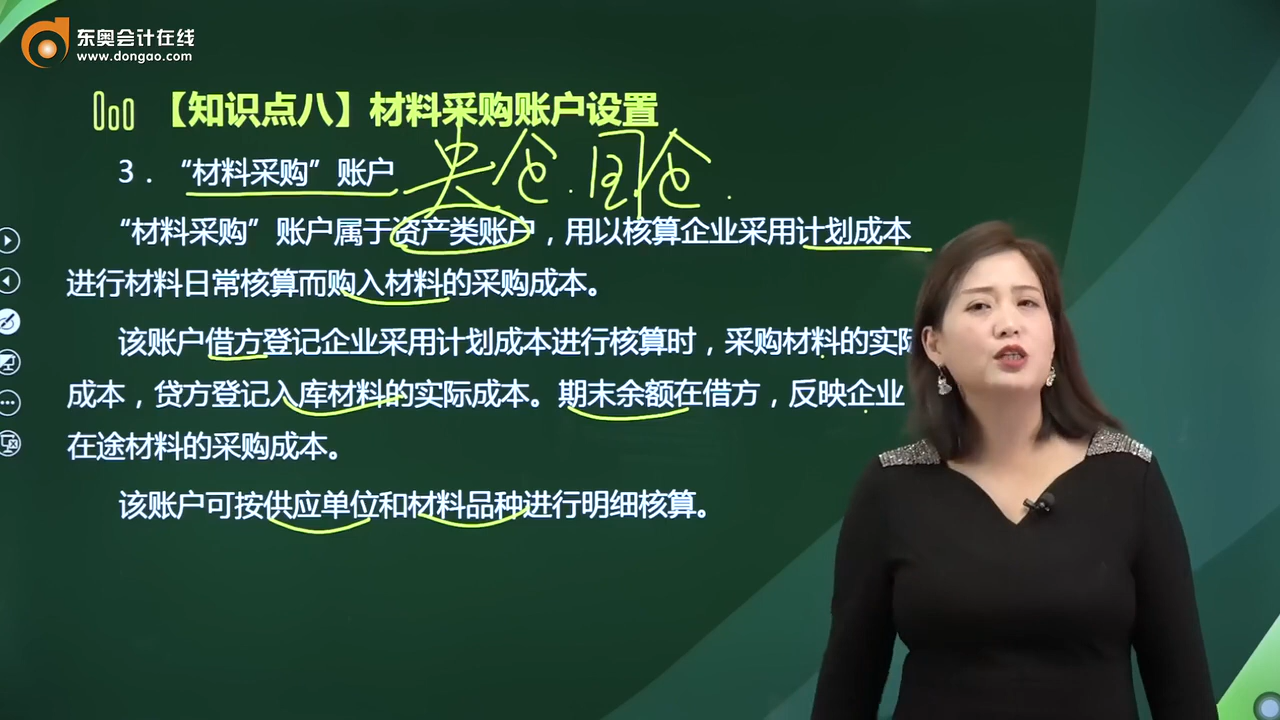 东奥会计在线
www.dongao.com
【知识点八】材料采购账户设置
3．“材料采购”账户
“材料采购”账户属于资产类账户，用以核算企业采用计划成本
进行材料日常核算而购入材料的采购成本。
该账户借方登记企业采用计划成本进行核算时，采购材料的实际
成本，贷方登记入库材料的实际成本。期末余额在借方，反映企业
在途材料的采购成本。
该账户可按供应单位和材料品种进行明细核算。